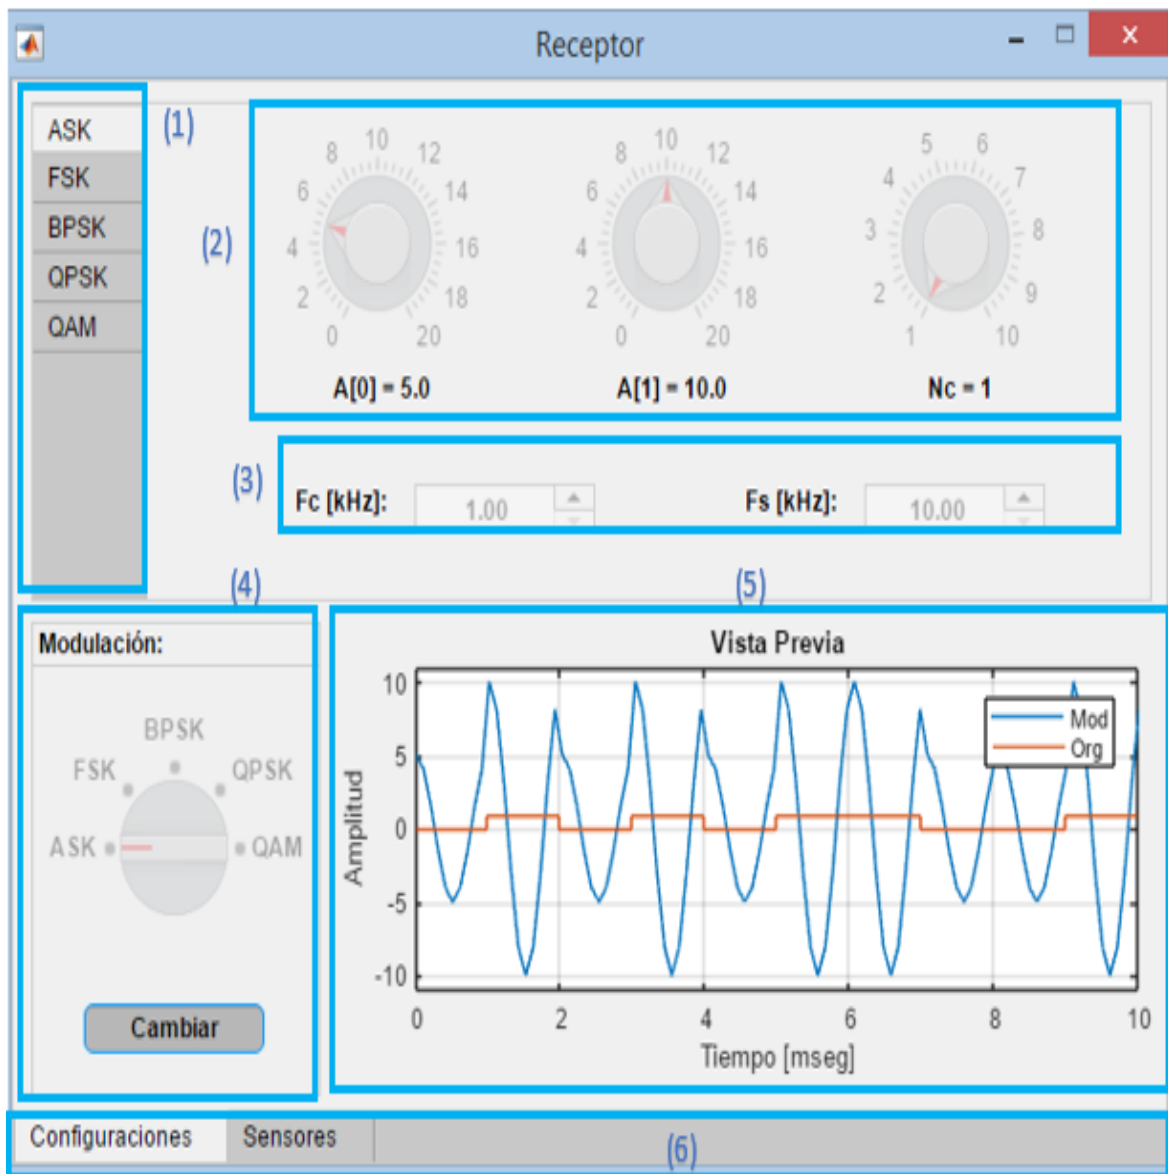 Receptor
ASK
FSK
BPSK
QPSK
QAM
(1)
(2)
0 2 4 6 8 10 12 14 16 18 20
A[0] = 5.0
0 2 4 6 8 10 12 14 16 18 20
A[1] = 10.0
1 2 3 4 5 6 7 8 9 10
Nc = 1
(3)
Fc [kHz]: 1.00
Fs [kHz]: 10.00
(4)
Modulación:
ASK
FSK
BPSK
QPSK
QAM
Cambiar
(5)
Vista Previa
Mod
Org
Amplitud
10
5
0
-5
-10
0 2 4 6 8 10
Tiempo [mseg]
Configuraciones Sensores
(6)